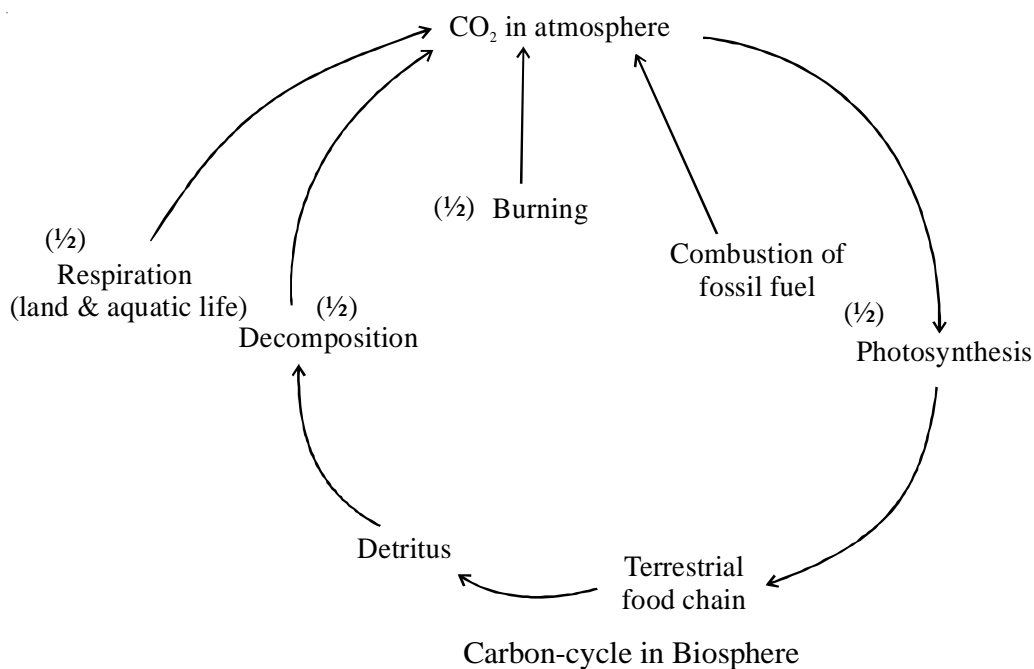 CO₂ in atmosphere
(½) Burning
(½)
Respiration
(land & aquatic life)
(½)
Decomposition
Combustion of
fossil fuel
(½)
Photosynthesis
Detritus
Terrestrial
food chain
Carbon-cycle in Biosphere